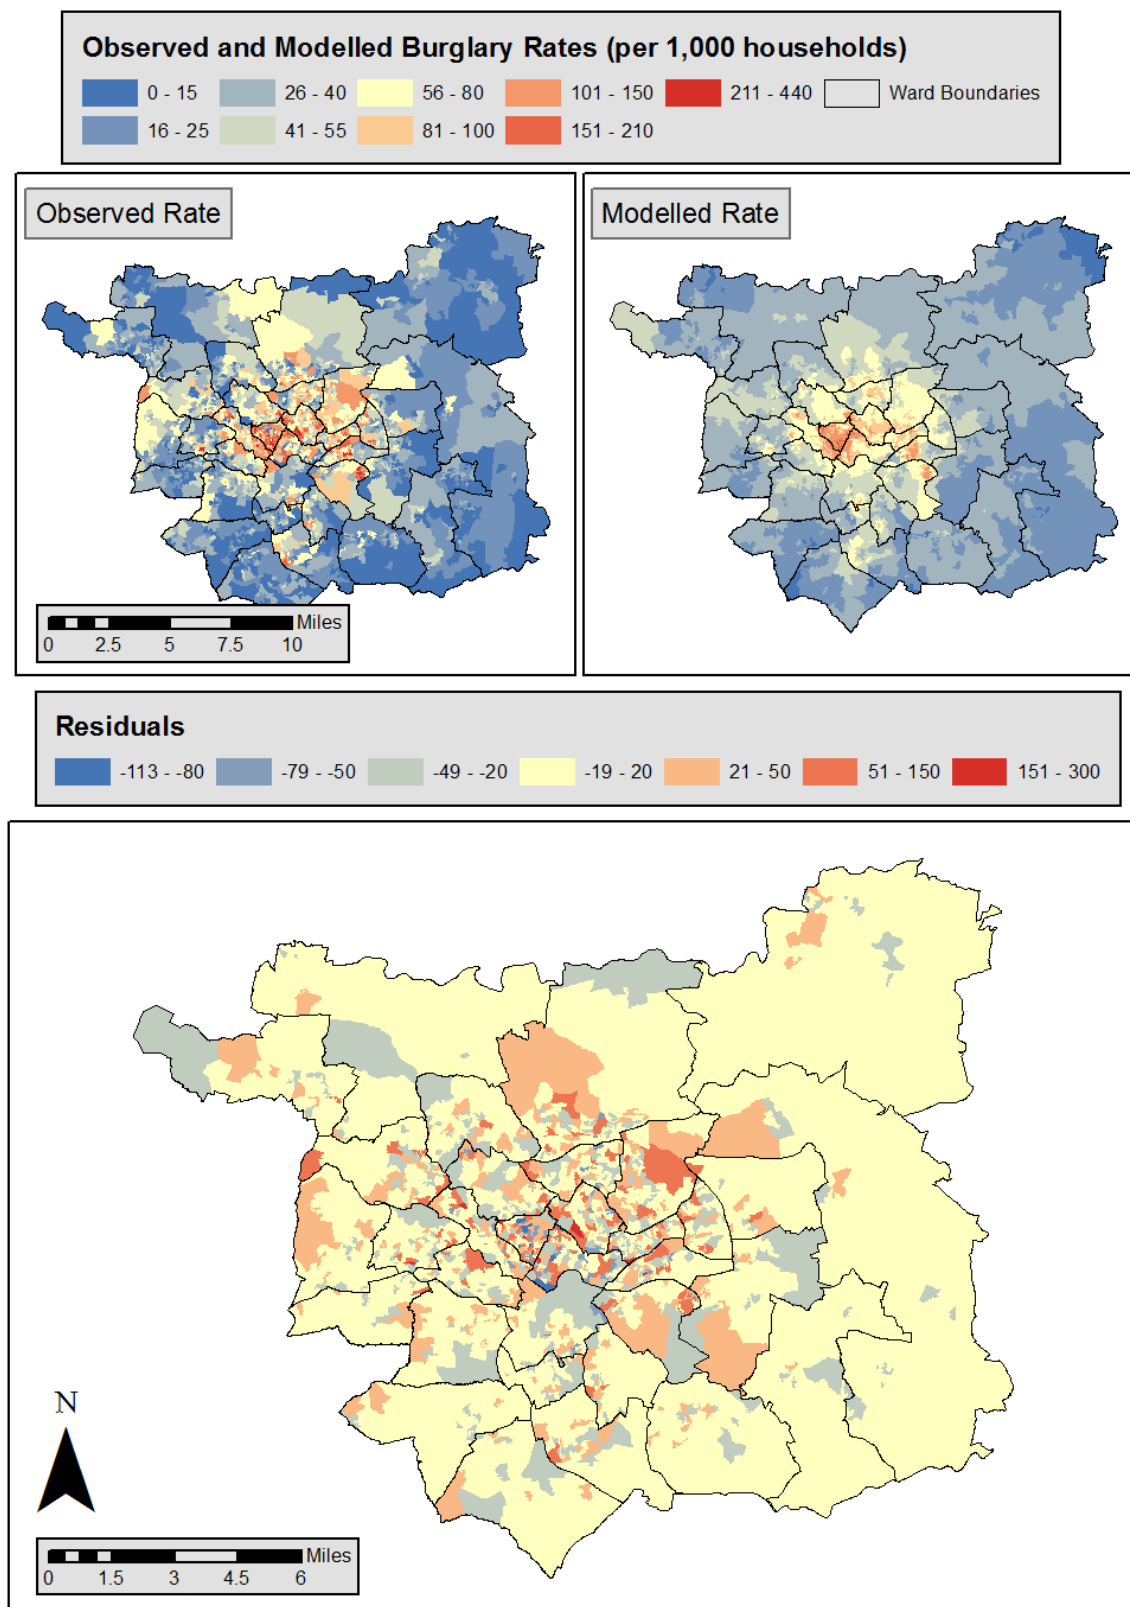 Observed and Modelled Burglary Rates (per 1,000 households)
0 - 15 26 - 40 56 - 80 101 - 150 211 - 440 Ward Boundaries
16 - 25 41 - 55 81 - 100 151 - 210
Observed Rate
Modelled Rate
Miles
0 2.5 5 7.5 10
Residuals
-113 - -80 -79 - -50 -49 - -20 -19 - 20 21 - 50 51 - 150 151 - 300
N
Miles
0 1.5 3 4.5 6